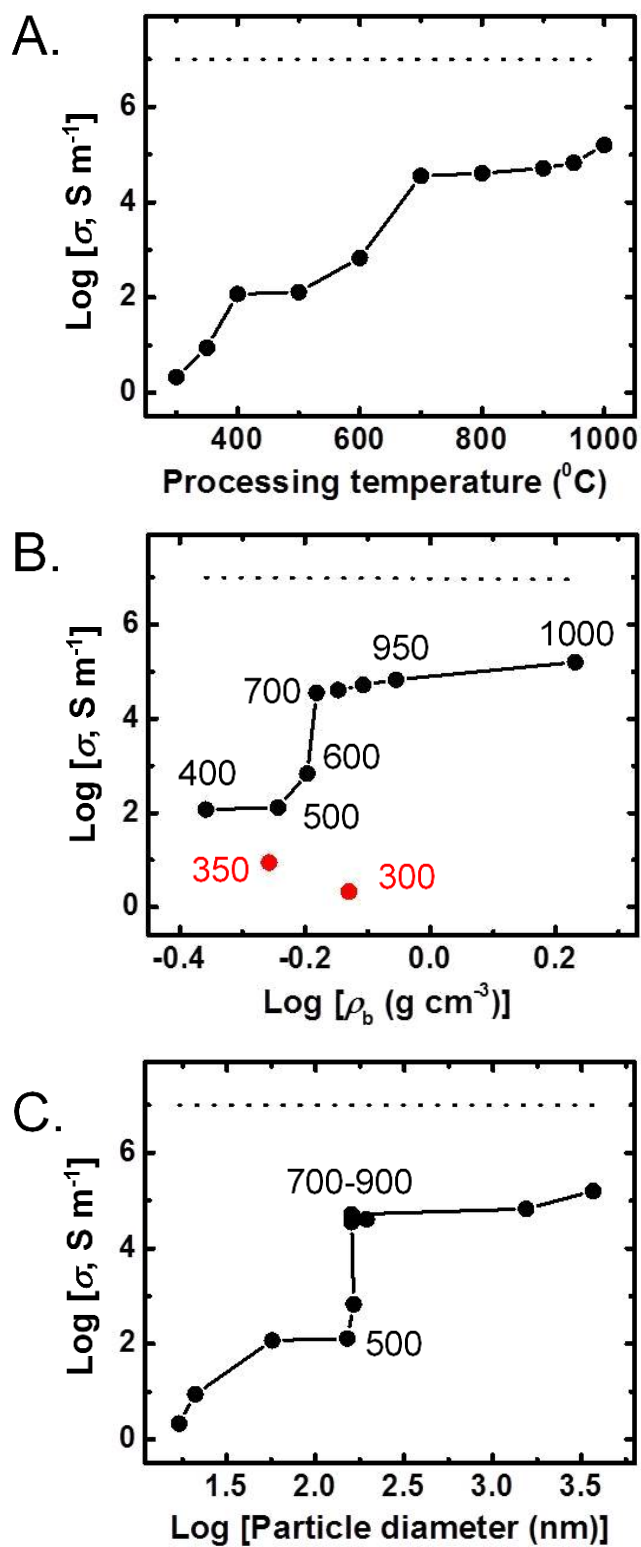 A.
Log [σ, S m⁻¹]
6
4
2
0
400 600 800 1000
Processing temperature (⁰C)
B.
Log [σ, S m⁻¹]
6
4
2
0
1000
950
700
600
400
500
350
300
-0.4 -0.2 0.0 0.2
Log [ρb (g cm⁻³)]
C.
Log [σ, S m⁻¹]
6
4
2
0
700-900
500
1.5 2.0 2.5 3.0 3.5
Log [Particle diameter (nm)]